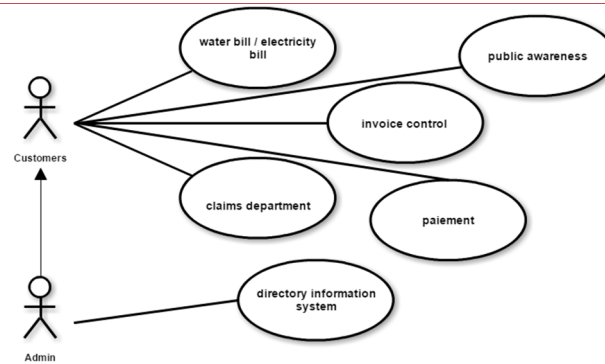 water bill / electricity
bill
public awareness
invoice control
Customers
claims department
paiement
directory information
system
Admin